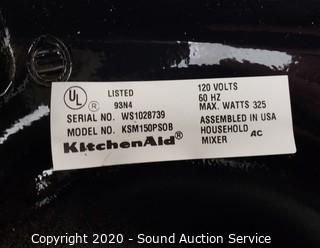 UL ® LISTED
93N4
SERIAL NO. WS1028739
MODEL NO. KSM150PSOB
KitchenAid®
120 VOLTS
60 HZ
MAX. WATTS 325
ASSEMBLED IN USA
HOUSEHOLD AC
MIXER
Copyright © 2020 - Sound Auction Service